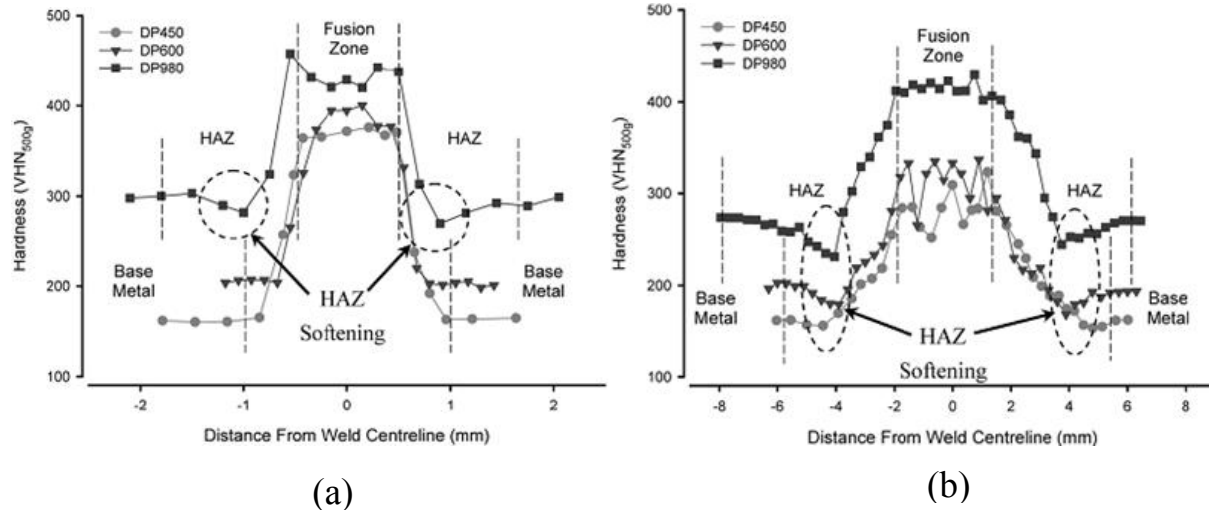 500
400
300
200
100
Hardness (VHN500g)
DP450
DP600
DP980
Fusion
Zone
HAZ
HAZ
Base
Metal
Base
Metal
HAZ
Softening
-2
-1
0
1
2
Distance From Weld Centreline (mm)
(a)
500
400
300
200
100
Hardness (VHN500g)
DP450
DP600
DP980
Fusion
Zone
HAZ
HAZ
Base
Metal
Base
Metal
HAZ
Softening
-8
-6
-4
-2
0
2
4
6
8
Distance From Weld Centreline (mm)
(b)